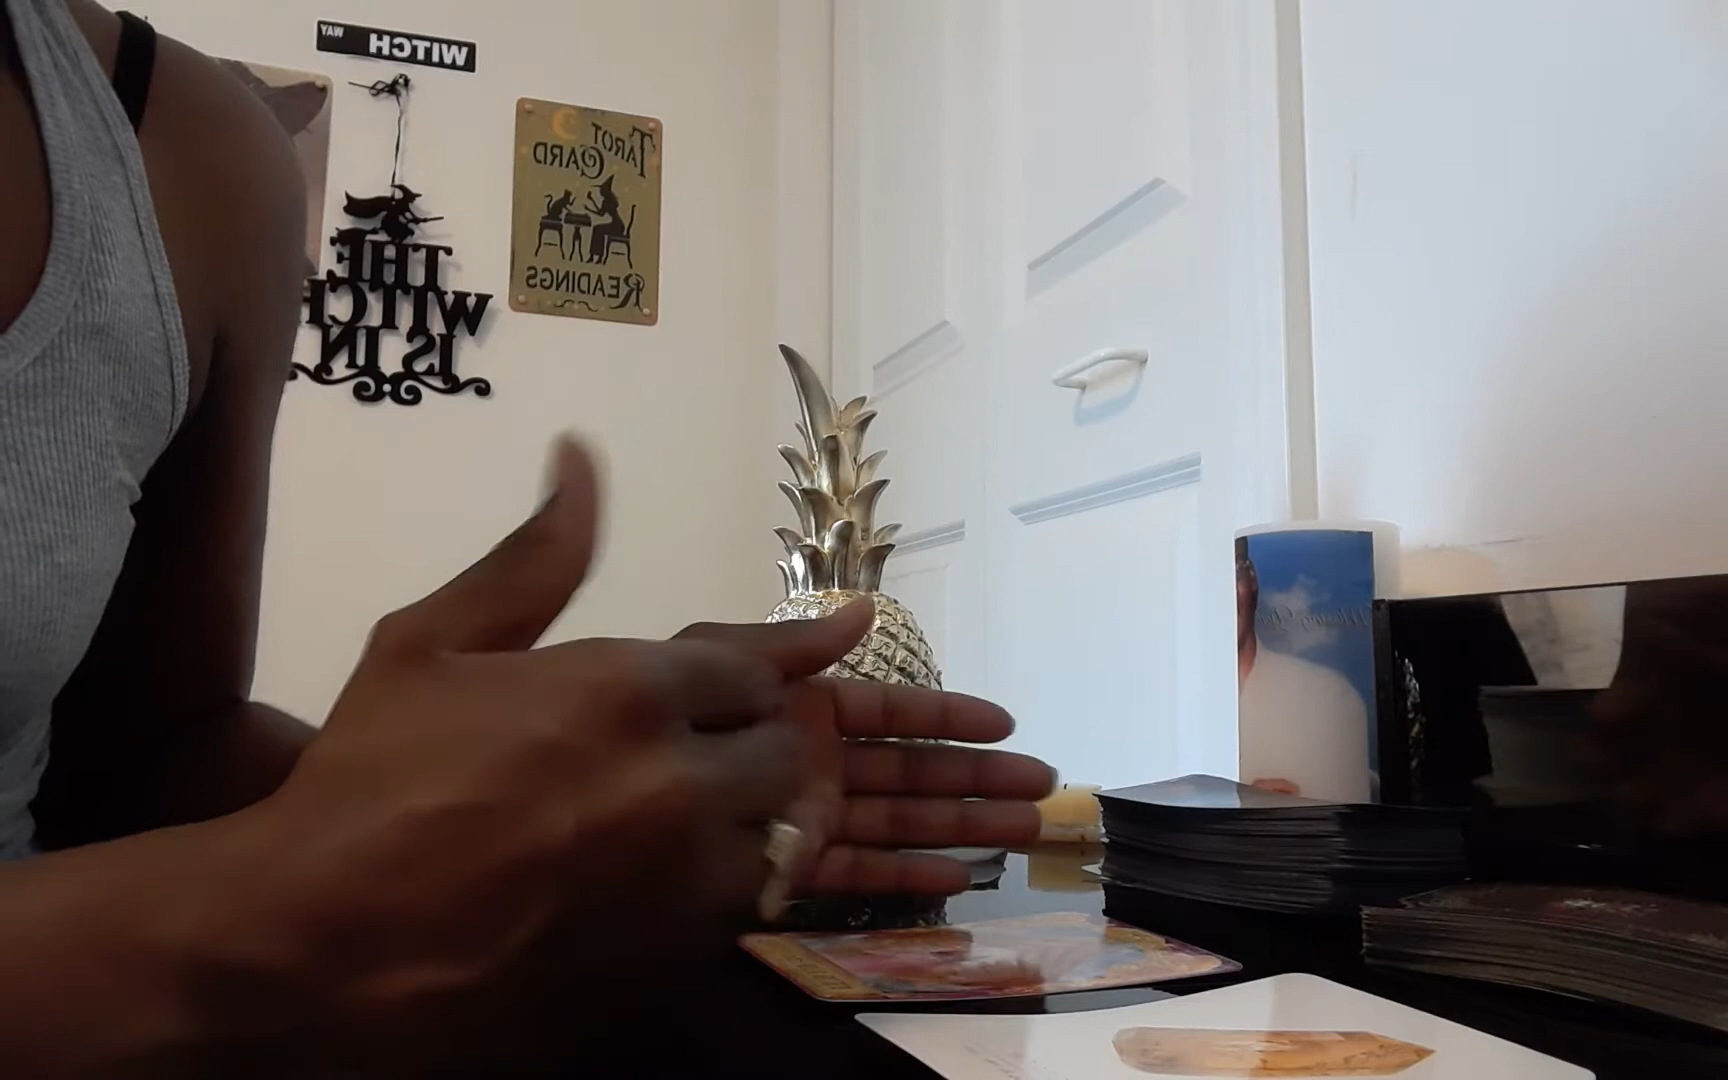 WITCH WAY
THE
WITCH
IS IN
TAROT
CARD
READINGS